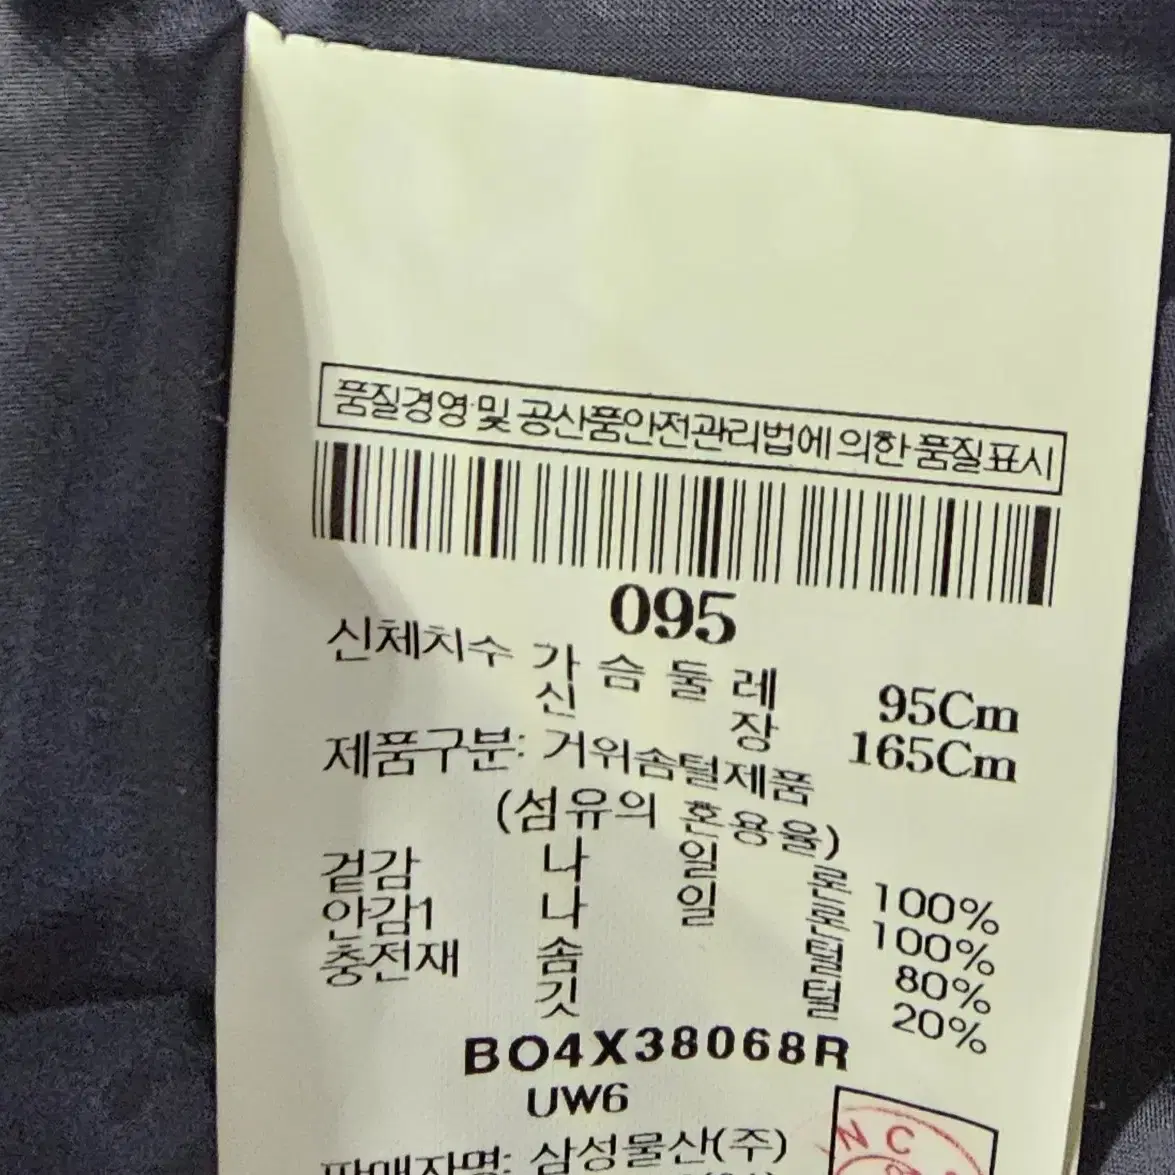 품질경영 및 공산품안전관리법에 의한 품질표시
095
신체치수 가슴둘레 95Cm
신장 165Cm
제품구분: 거위솜털제품
(섬유의 혼용율)
겉감 나일론 100%
안감1 나일론 100%
충전재 솜털 80%
깃털 20%
BO4X38068R
UW6
판매자명: 삼성물산(주)
N C